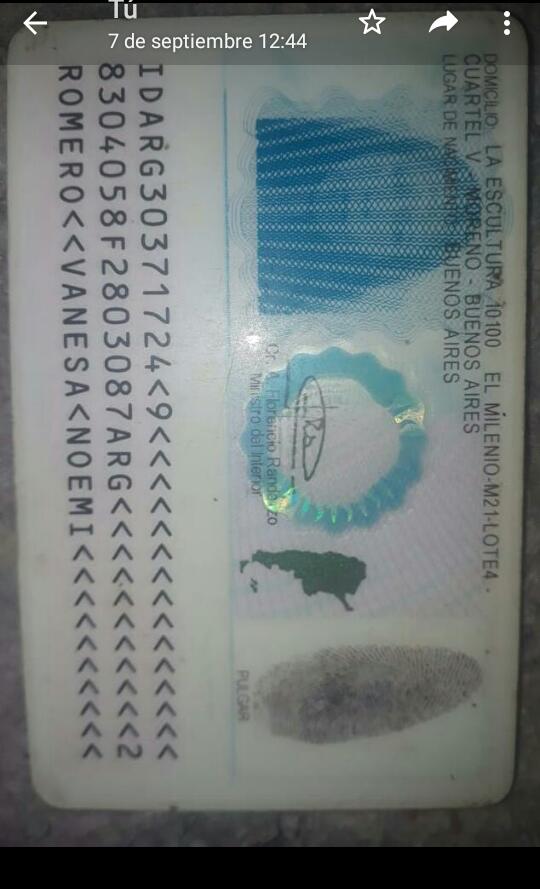 Tú
7 de septiembre 12:44
DOMICILIO: LA ESCULTURA 10100 EL MILENIO-M21-LOTE4 -
CUARTEL V - MORENO - BUENOS AIRES
LUGAR DE NACIMIENTO: BUENOS AIRES
Ministro del Interior
PULGAR
IDARG30371724<9<<<<<<<<<<<<<<<
8304058F2803087ARG<<<<<<<<<<<2
ROMERO<<VANESA<NOEMI<<<<<<<<<<